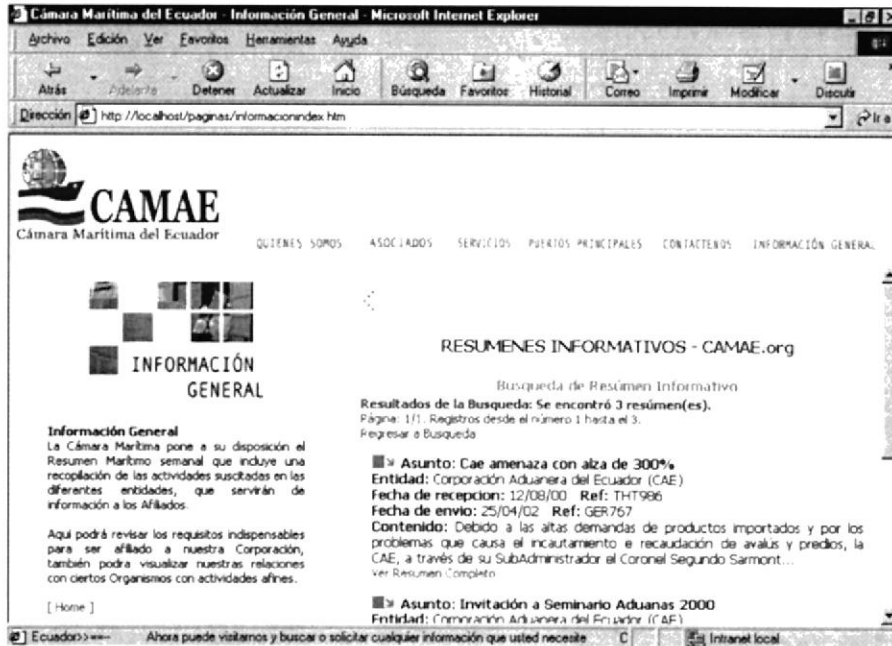 Cámara Marítima del Ecuador - Información General - Microsoft Internet Explorer
Archivo Edición Ver Favoritos Herramientas Ayuda
Atrás Adelante Detener Actualizar Inicio Búsqueda Favoritos Historial Correo Imprimir Modificar Discutir
Dirección http://localhost/paginas/informacionindex.htm Ir a
CAMAE
Cámara Marítima del Ecuador
QUIENES SOMOS ASOCIADOS SERVICIOS PUERTOS PRINCIPALES CONTACTENOS INFORMACIÓN GENERAL
INFORMACIÓN
GENERAL
Información General
La Cámara Marítima pone a su disposición el
Resumen Marítimo semanal que incluye una
recopilación de las actividades suscitadas en las
diferentes entidades, que servirán de
información a los Afiliados.
Aqui podrá revisar los requisitos indispensables
para ser afiliado a nuestra Corporación,
también podra visualizar nuestras relaciones
con ciertos Organismos con actividades afines.
[ Home ]
RESUMENES INFORMATIVOS - CAMAE.org
Busqueda de Resúmen Informativo
Resultados de la Busqueda: Se encontró 3 resúmen(es).
Página: 1/1. Registros desde el número 1 hasta el 3.
Regresar a Busqueda
Asunto: Cae amenaza con alza de 300%
Entidad: Corporación Aduanera del Ecuador (CAE)
Fecha de recepcion: 12/08/00 Ref: THT986
Fecha de envio: 25/04/02 Ref: GER767
Contenido: Debido a las altas demandas de productos importados y por los
problemas que causa el incautamiento e recaudación de avalús y predios, la
CAE, a través de su SubAdministrador el Coronel Segundo Sarmont...
Ver Resumen Completo
Asunto: Invitación a Seminario Aduanas 2000
Entidad: Corporación Aduanera del Ecuador (CAE)
Ecuador>>==-- Ahora puede visitarnos y buscar o solicitar cualquier información que usted necesite C Intranet local